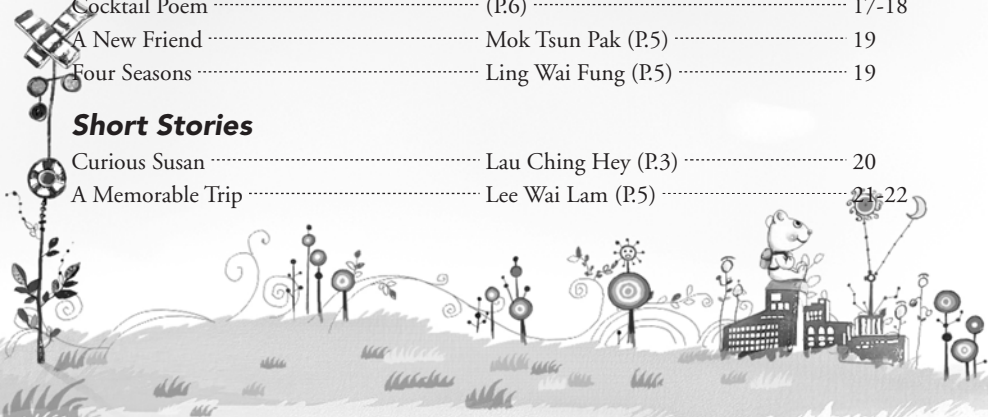 Cocktail Poem (P.6) 17-18
A New Friend Mok Tsun Pak (P.5) 19
Four Seasons Ling Wai Fung (P.5) 19
Short Stories
Curious Susan Lau Ching Hey (P.3) 20
A Memorable Trip Lee Wai Lam (P.5) 21-22